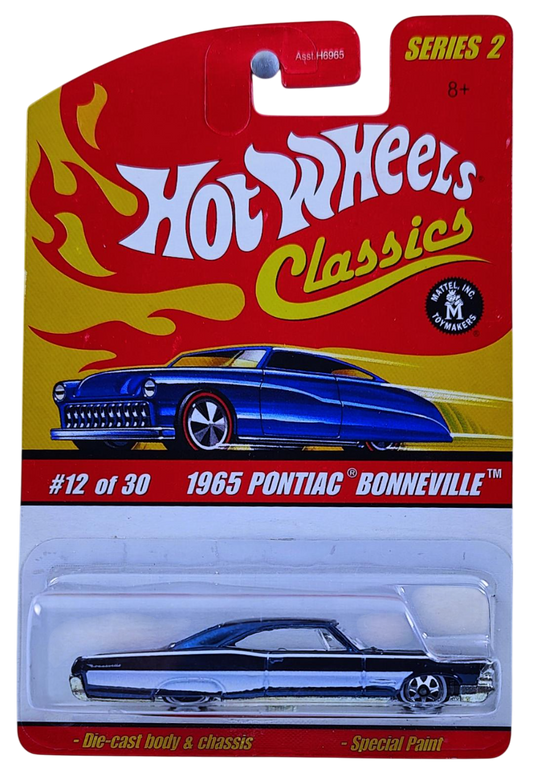 Asst.H6965
SERIES 2
8+
HOT WHEELS®
Classics
MATTEL, INC.
M
TOYMAKERS
®
#12 of 30 1965 PONTIAC® BONNEVILLE™
- Die-cast body & chassis - Special Paint